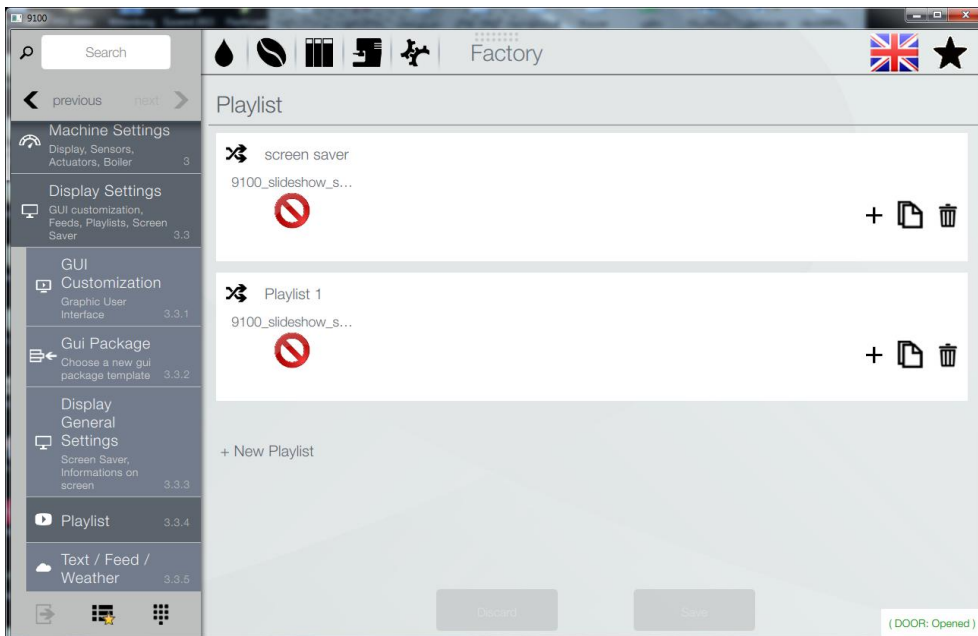 9100
Search
Factory
previous
next
Machine Settings
Display, Sensors,
Actuators, Boiler 3
Display Settings
GUI customization,
Feeds, Playlists, Screen
Saver 3.3
GUI
Customization
Graphic User
Interface 3.3.1
Gui Package
Choose a new gui
package template 3.3.2
Display
General
Settings
Screen Saver,
Informations on
screen 3.3.3
Playlist 3.3.4
Text / Feed /
Weather 3.3.5
Playlist
screen saver
9100_slideshow_s...
Playlist 1
9100_slideshow_s...
+ New Playlist
Discard
Save
( DOOR: Opened )